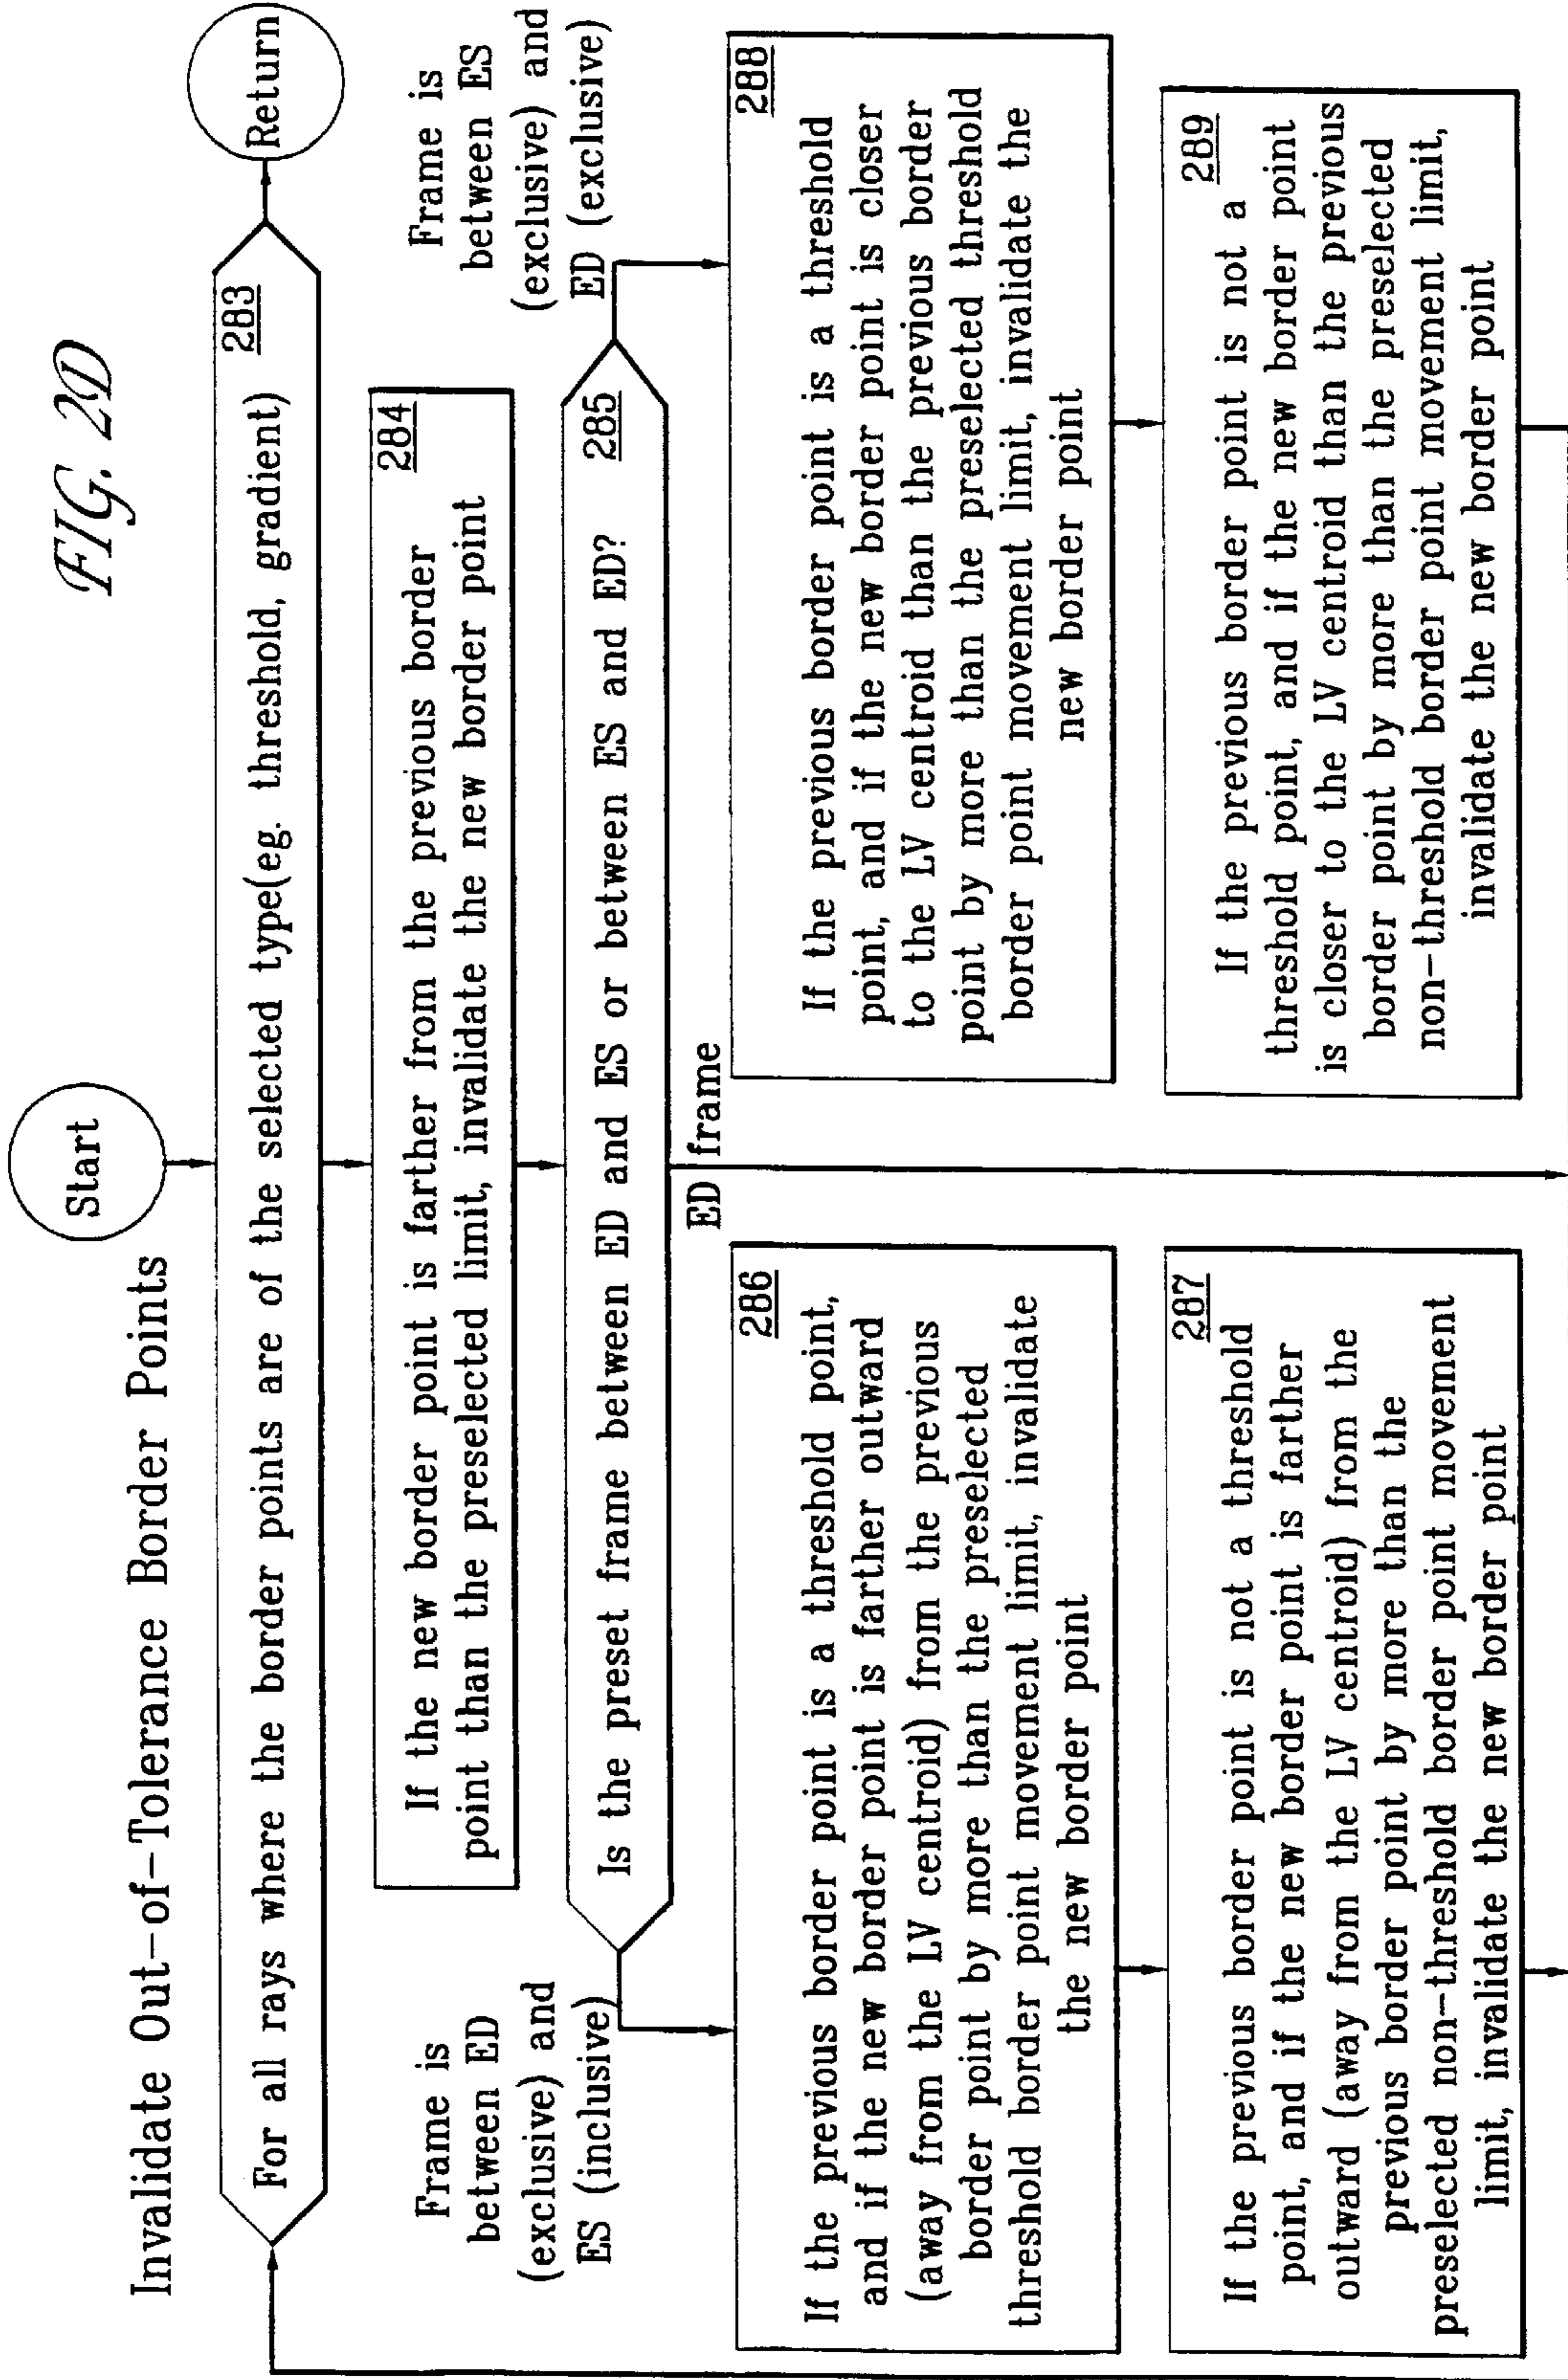 FIG. 2D
Invalidate Out-of-Tolerance Border Points
Start
283
For all rays where the border points are of the selected type(eg. threshold, gradient)
Return
284
If the new border point is farther from the previous border
point than the preselected limit, invalidate the new border point
285
Is the preset frame between ED and ES or between ES and ED?
Frame is
between ED
(exclusive) and
ES (inclusive)
ED frame
Frame is
between ES
(exclusive) and
ED (exclusive)
286
If the previous border point is a threshold point,
and if the new border point is farther outward
(away from the LV centroid) from the previous
border point by more than the preselected
threshold border point movement limit, invalidate
the new border point
287
If the previous border point is not a threshold
point, and if the new border point is farther
outward (away from the LV centroid) from the
previous border point by more than the
preselected non-threshold border point movement
limit, invalidate the new border point
288
If the previous border point is a threshold
point, and if the new border point is closer
to the LV centroid than the previous border
point by more than the preselected threshold
border point movement limit, invalidate the
new border point
289
If the previous border point is not a
threshold point, and if the new border point
is closer to the LV centroid than the previous
border point by more than the preselected
non-threshold border point movement limit,
invalidate the new border point